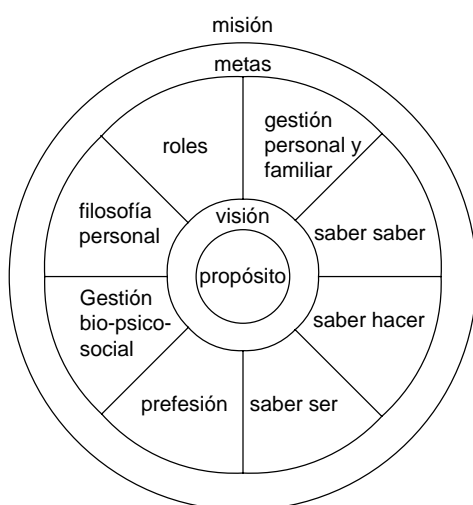 misión
metas
roles
gestión
personal y
familiar
filosofía
personal
visión
saber saber
propósito
Gestión
bio-psico-
social
saber hacer
prefesión
saber ser